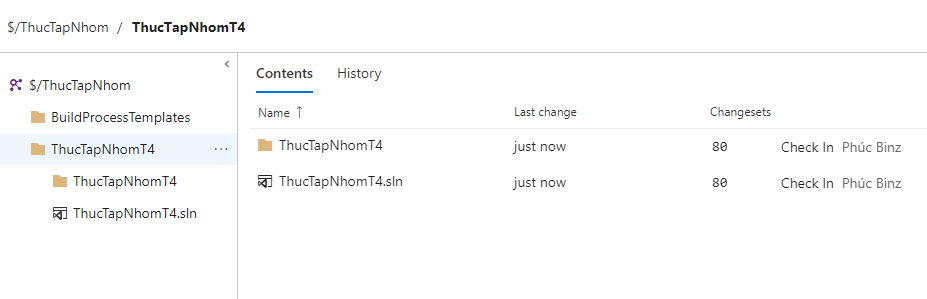 $/ThucTapNhom / ThucTapNhomT4
$/ThucTapNhom
BuildProcessTemplates
ThucTapNhomT4
ThucTapNhomT4
ThucTapNhomT4.sln
Contents History
Name ↑ Last change Changesets
ThucTapNhomT4 just now 80 Check In Phúc Binz
ThucTapNhomT4.sln just now 80 Check In Phúc Binz